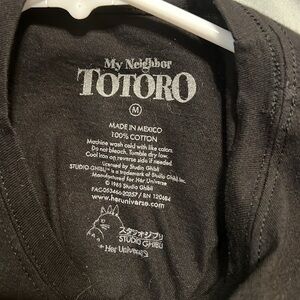 My Neighbor
TOTORO
M
MADE IN MEXICO
100% COTTON
Machine wash cold with like colors
Do not bleach. Tumble dry low.
Cool iron on reverse side if needed.
Licensed by Studio Ghibli
STUDIO GHIBLI™ is a trademark of Studio Ghibli Inc.
Manufactured for Her Universe
© 1988 Studio Ghibli
RN 120684
www.heruniverse.com
スタジオジブリ
STUDIO GHIBLI
Her Universe